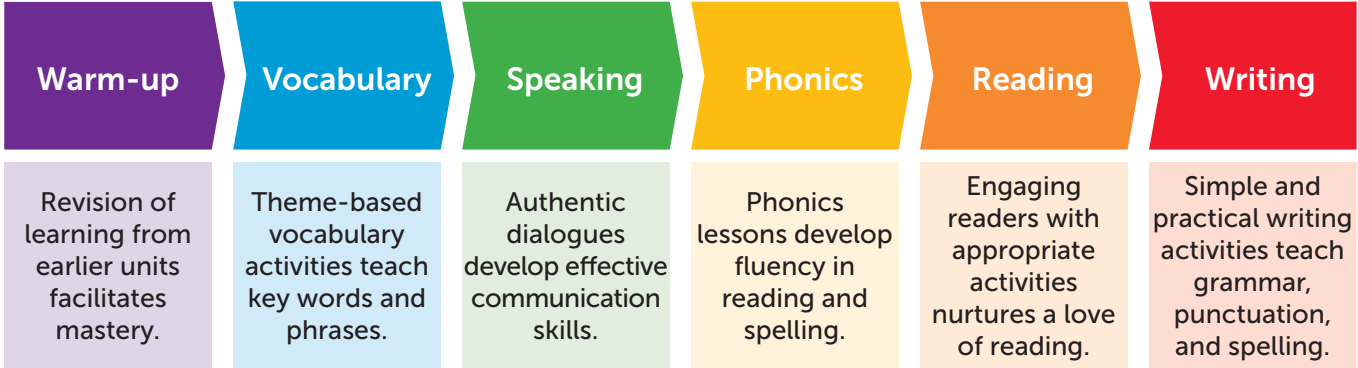 Warm-up
Vocabulary
Speaking
Phonics
Reading
Writing
Revision of
learning from
earlier units
facilitates
mastery.
Theme-based
vocabulary
activities teach
key words and
phrases.
Authentic
dialogues
develop effective
communication
skills.
Phonics
lessons develop
fluency in
reading and
spelling.
Engaging
readers with
appropriate
activities
nurtures a love
of reading.
Simple and
practical writing
activities teach
grammar,
punctuation,
and spelling.